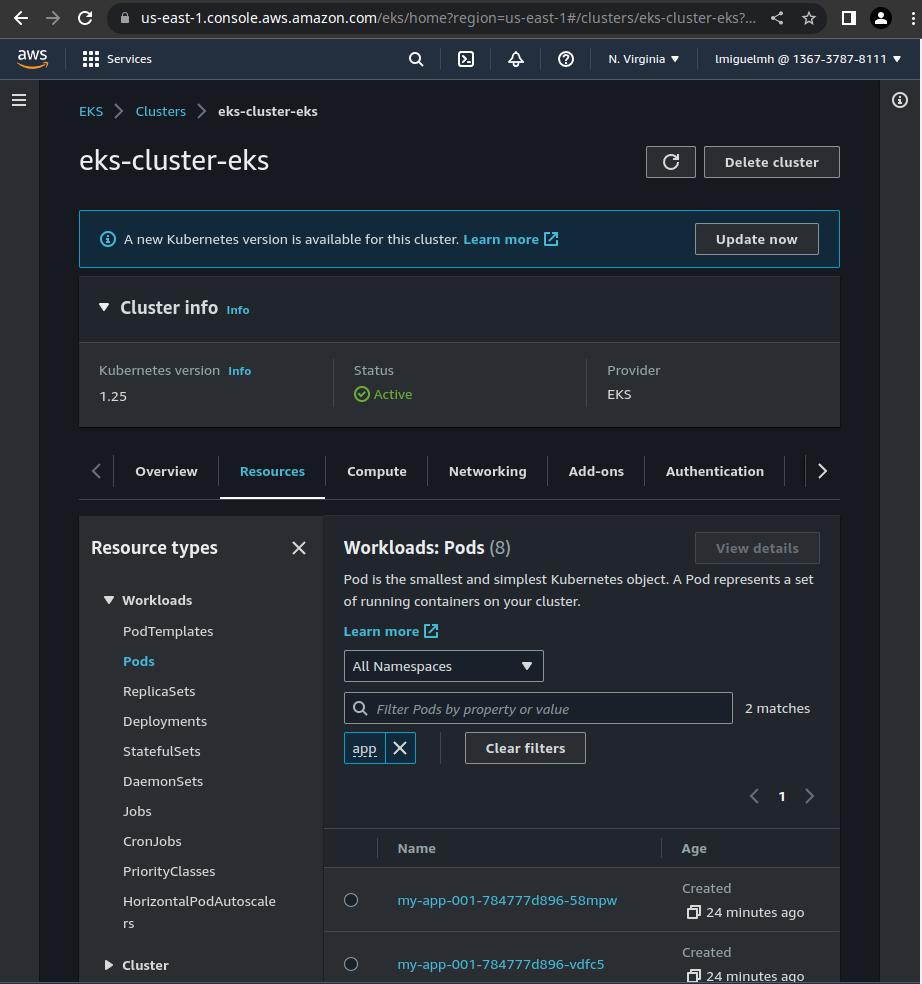 us-east-1.console.aws.amazon.com/eks/home?region=us-east-1#/clusters/eks-cluster-eks?...
aws
Services
N. Virginia
lmiguelmh @ 1367-3787-8111
EKS
Clusters
eks-cluster-eks
eks-cluster-eks
Delete cluster
A new Kubernetes version is available for this cluster. Learn more
Update now
Cluster info Info
Kubernetes version Info
1.25
Status
Active
Provider
EKS
Overview
Resources
Compute
Networking
Add-ons
Authentication
Resource types
Workloads
PodTemplates
Pods
ReplicaSets
Deployments
StatefulSets
DaemonSets
Jobs
CronJobs
PriorityClasses
HorizontalPodAutoscale
rs
Cluster
Workloads: Pods (8)
View details
Pod is the smallest and simplest Kubernetes object. A Pod represents a set
of running containers on your cluster.
Learn more
All Namespaces
Filter Pods by property or value
2 matches
app
Clear filters
1
Name
Age
my-app-001-784777d896-58mpw
Created
24 minutes ago
my-app-001-784777d896-vdfc5
Created
24 minutes ago